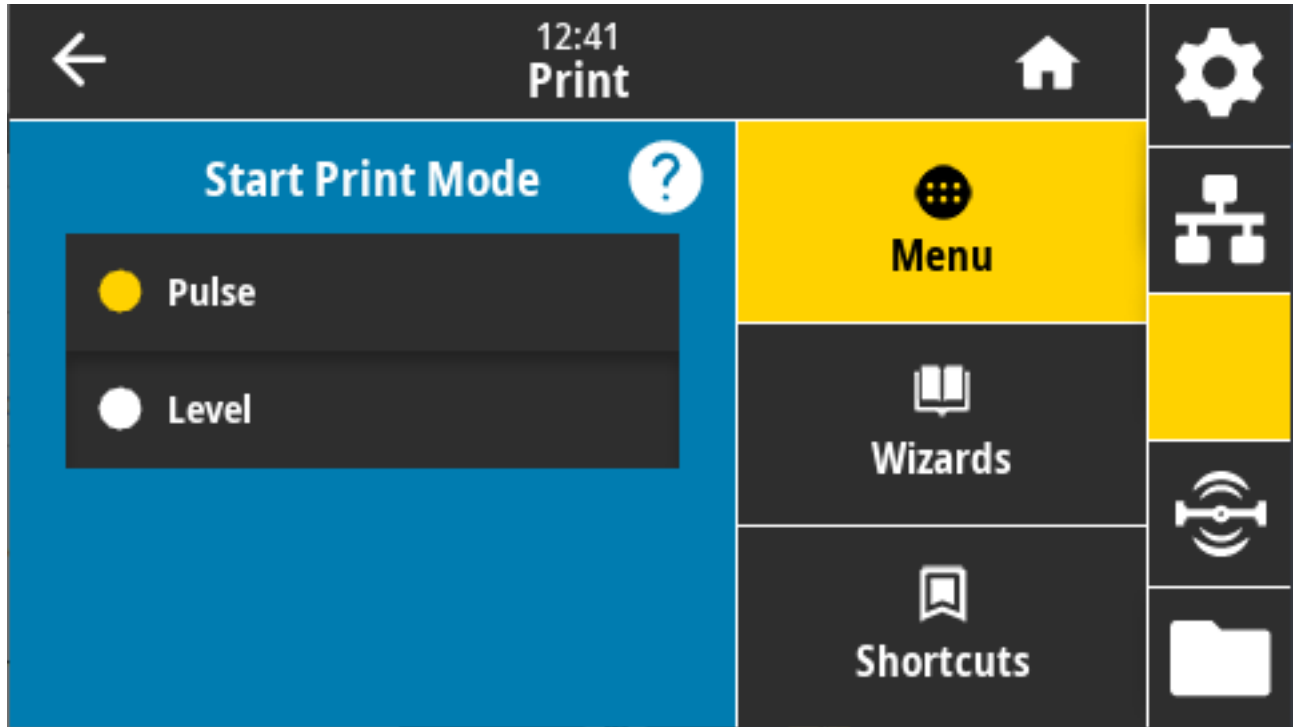 12:41
Print
Start Print Mode
?
Pulse
Level
Menu
Wizards
Shortcuts